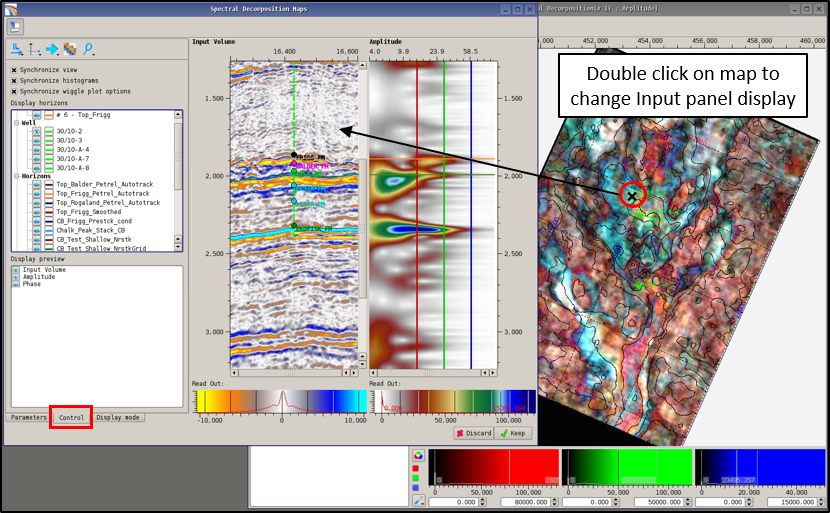 Spectral Decomposition Maps
Decomposition(# 1) : Amplitude]
Synchronize view
Synchronize histograms
Synchronize wiggle plot options
Display horizons
# 6 - Top_Frigg
Well
30/10-2
30/10-3
30/10-A-4
30/10-A-7
30/10-A-8
Horizons
Top_Balder_Petrel_Autotrack
Top_Frigg_Petrel_Autotrack
Top_Rogaland_Petrel_Autotrack
Top_Frigg_Smoothed
CB_Frigg_Prestck_cond
Chalk_Peak_Stack_CB
CB_Test_Shallow_Nrstk
CB_Test_Shallow_NrstkGrid
Display preview
Input Volume
Amplitude
Phase
Parameters Control Display mode
Input Volume
16.400 16.600
1,500
2,000
2,500
3,000
FRIGG_FM
BALDER_FM
EKOFISK_FM
Amplitude
4.0 9.8 23.9 58.5
1,500
2,000
2,500
3,000
Read Out:
-10,000 0 10,000
Read Out:
0 50,000 100,000
Discard Keep
452.000 454.000 456.000 458.000 460.000
Double click on map to
change Input panel display
0 50,000
0.000 80000.000
0 50,000
0.000 50000.000
0 23495.357
0 20,000 40,000
0.000 15000.000